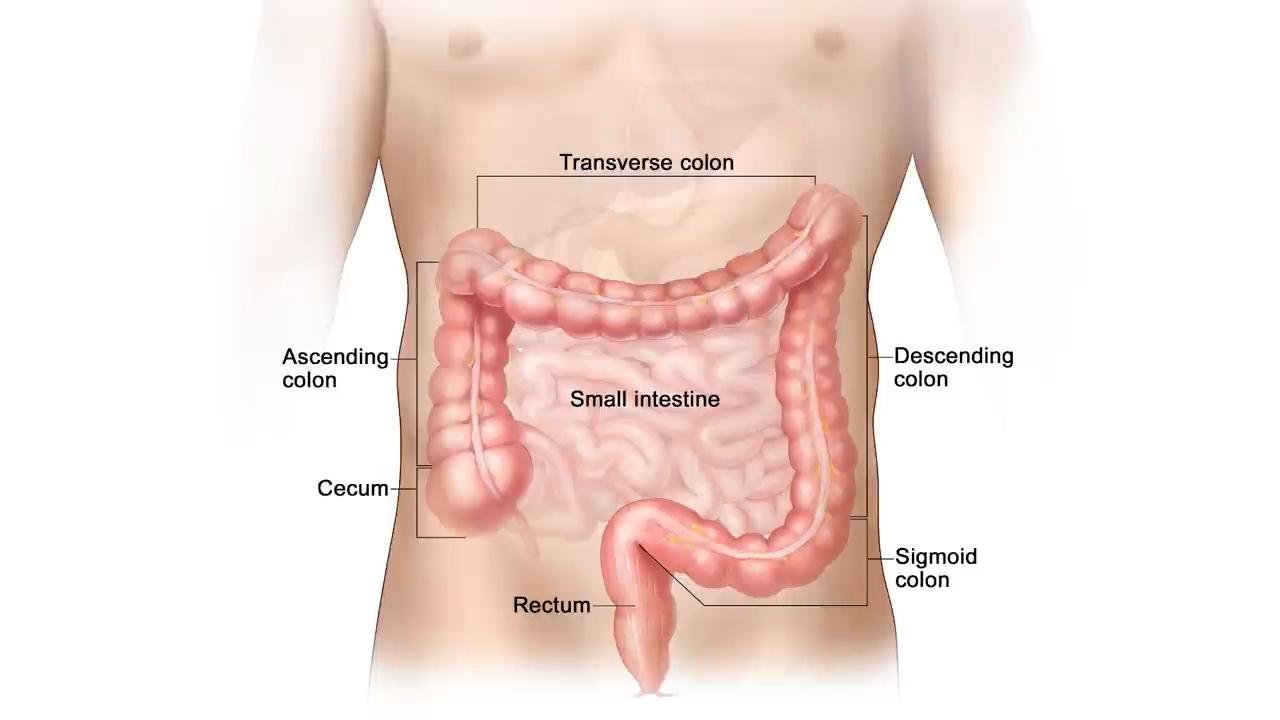 Transverse colon
Ascending
colon
Descending
colon
Small intestine
Cecum
Sigmoid
colon
Rectum